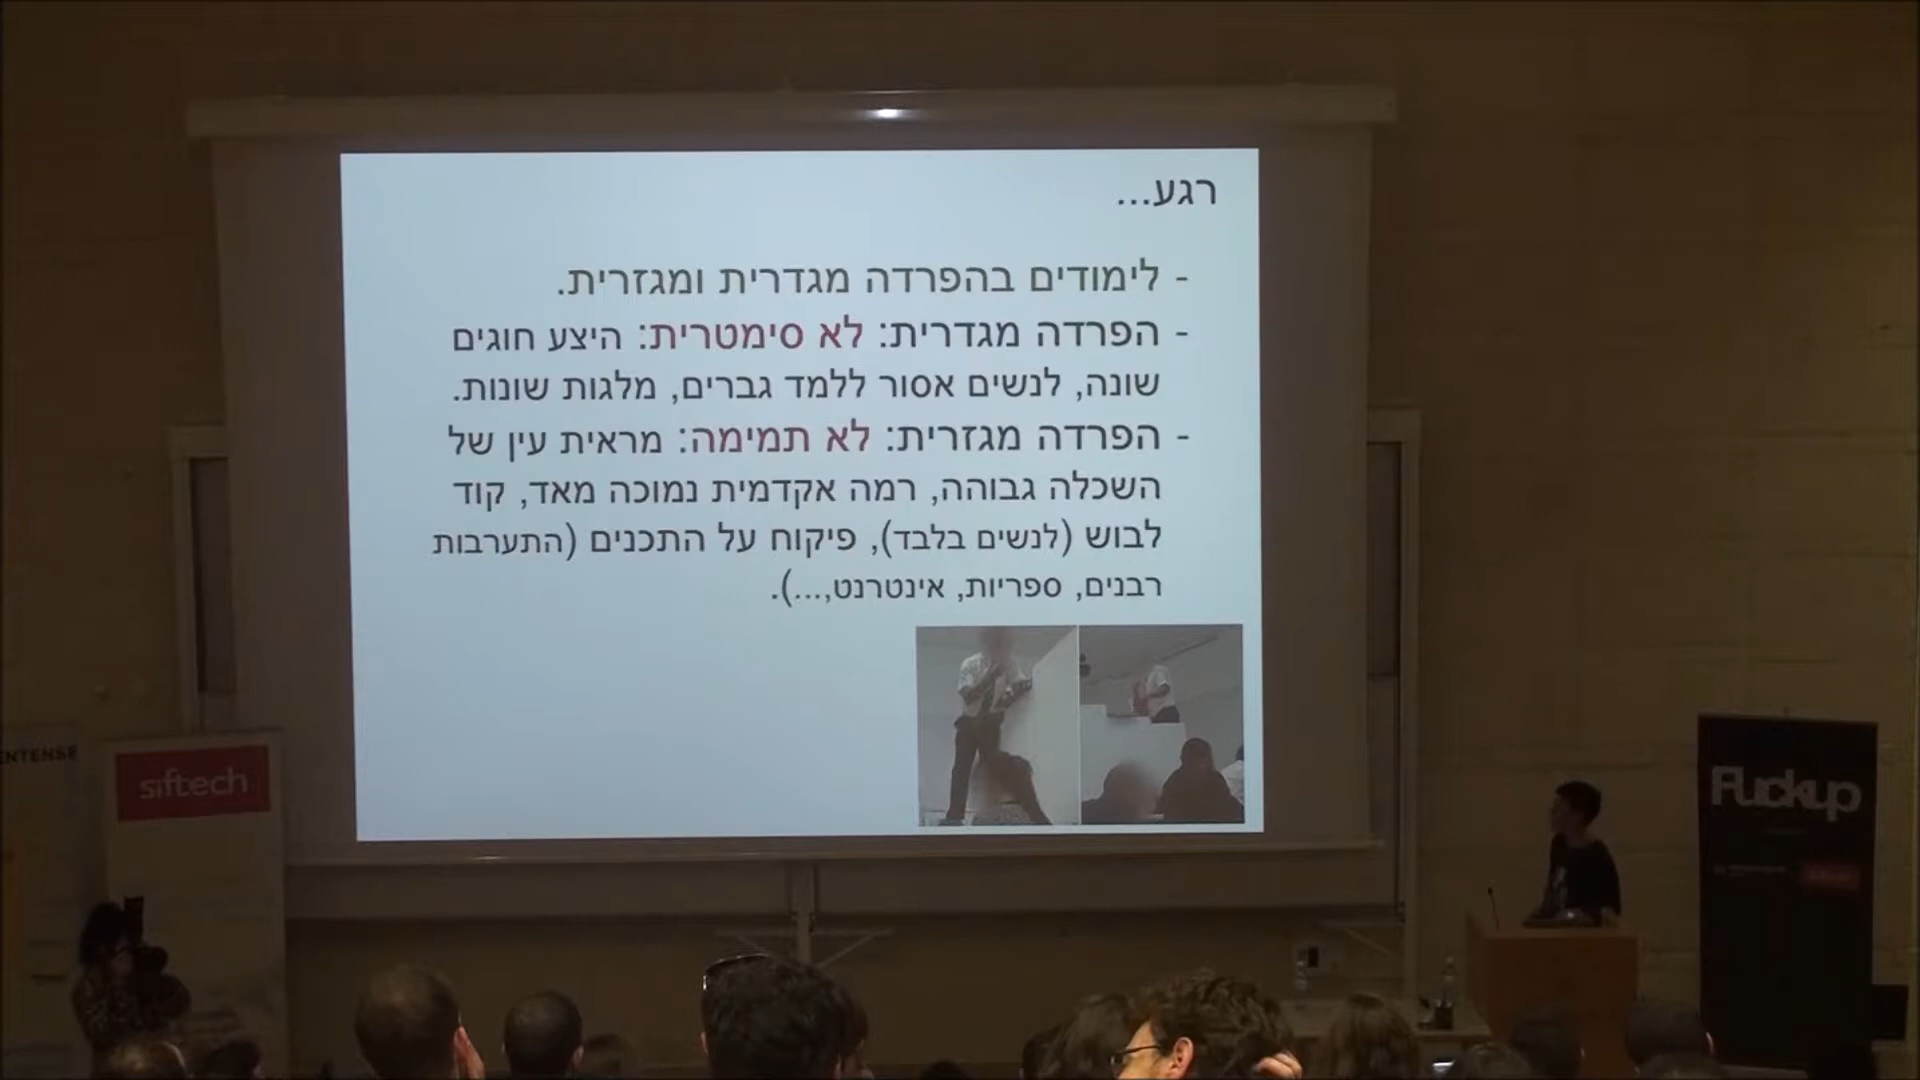 רגע...
- לימודים בהפרדה מגדרית ומגזרית.
- הפרדה מגדרית: לא סימטרית: היצע חוגים
שונה, לנשים אסור ללמד גברים, מלגות שונות.
- הפרדה מגזרית: לא תמימה: מראית עין של
השכלה גבוהה, רמה אקדמית נמוכה מאד, קוד
לבוש (לנשים בלבד), פיקוח על התכנים (התערבות
רבנים, ספריות, אינטרנט,...).
ENTENSE
siftech
Fuckup